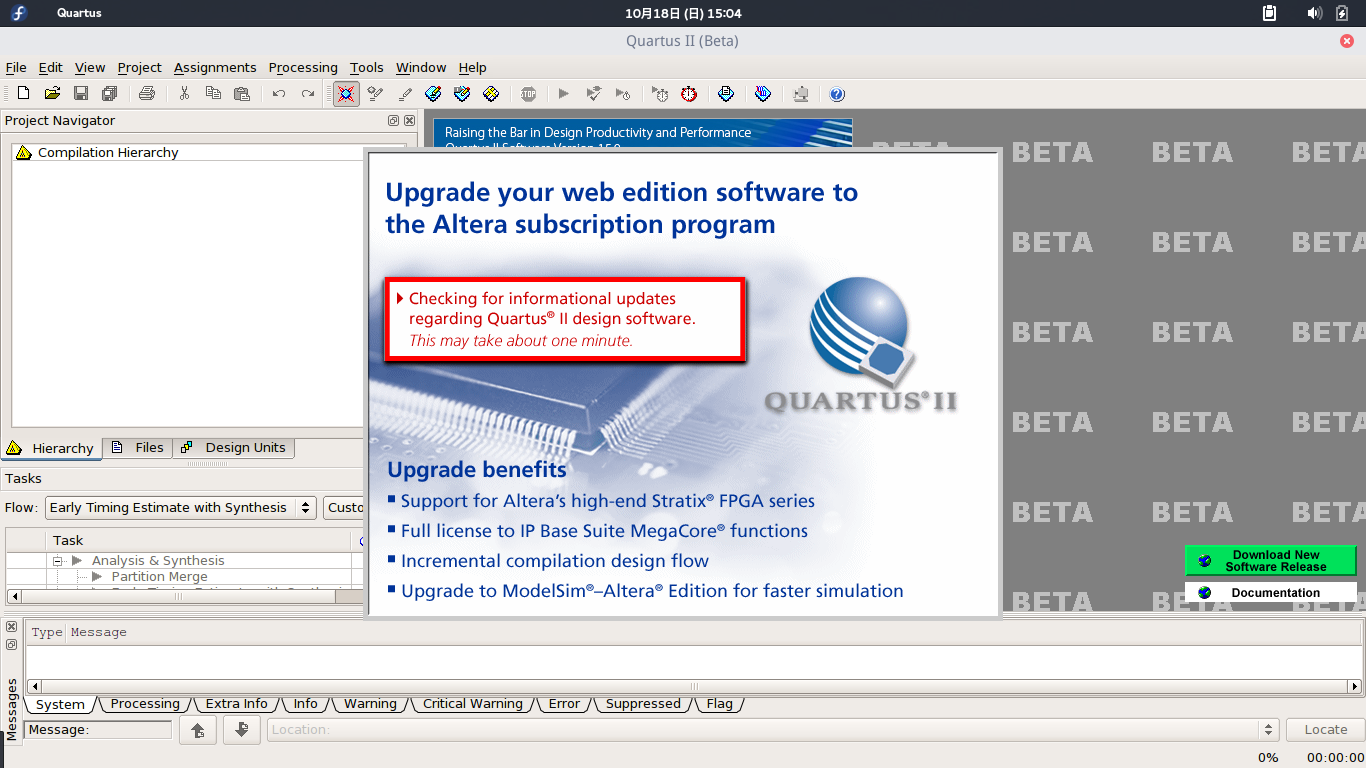 Quartus
10月18日 (日) 15:04
Quartus II (Beta)
File Edit View Project Assignments Processing Tools Window Help
STOP
Project Navigator
Compilation Hierarchy
Hierarchy Files Design Units
Tasks
Flow: Early Timing Estimate with Synthesis Custo
Task
Analysis & Synthesis
Partition Merge
Raising the Bar in Design Productivity and Performance
Quartus II Software Version 15.0
Upgrade your web edition software to
the Altera subscription program
Checking for informational updates
regarding Quartus® II design software.
This may take about one minute.
QUARTUS® II
Upgrade benefits
Support for Altera’s high-end Stratix® FPGA series
Full license to IP Base Suite MegaCore® functions
Incremental compilation design flow
Upgrade to ModelSim®–Altera® Edition for faster simulation
BETA BETA BETA BETA
BETA BETA BETA
BETA BETA BETA
BETA BETA BETA
BETA BETA BETA
BETA BETA BETA
Download New
Software Release
Documentation
Type Message
Messages
System Processing Extra Info Info Warning Critical Warning Error Suppressed Flag
Message: Location: Locate
0% 00:00:00